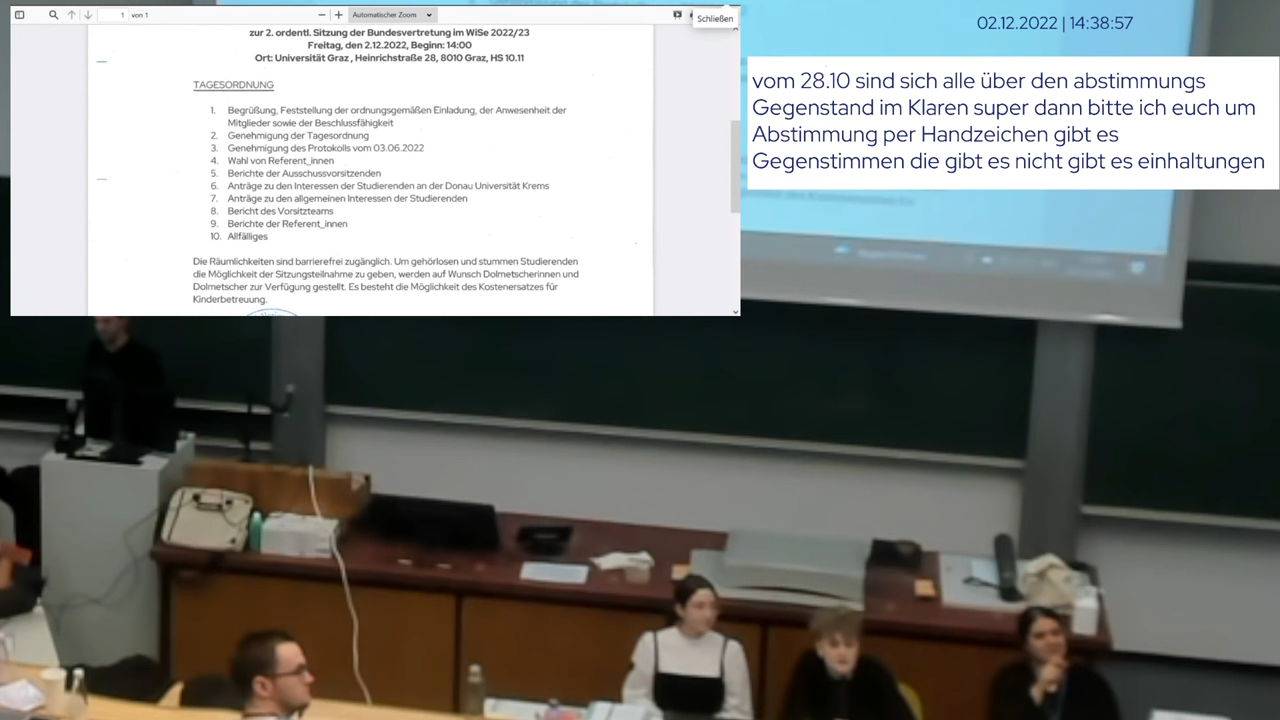 1 von 1
Automatischer Zoom
Schließen
zur 2. ordentl. Sitzung der Bundesvertretung im WiSe 2022/23
Freitag, den 2.12.2022, Beginn: 14:00
Ort: Universität Graz , Heinrichstraße 28, 8010 Graz, HS 10.11
TAGESORDNUNG
1. Begrüßung, Feststellung der ordnungsgemäßen Einladung, der Anwesenheit der
Mitglieder sowie der Beschlussfähigkeit
2. Genehmigung der Tagesordnung
3. Genehmigung des Protokolls vom 03.06.2022
4. Wahl von Referent_innen
5. Berichte der Ausschussvorsitzenden
6. Anträge zu den Interessen der Studierenden an der Donau Universität Krems
7. Anträge zu den allgemeinen Interessen der Studierenden
8. Bericht des Vorsitzteams
9. Berichte der Referent_innen
10. Allfälliges
Die Räumlichkeiten sind barrierefrei zugänglich. Um gehörlosen und stummen Studierenden
die Möglichkeit der Sitzungsteilnahme zu geben, werden auf Wunsch Dolmetscherinnen und
Dolmetscher zur Verfügung gestellt. Es besteht die Möglichkeit des Kostenersatzes für
Kinderbetreuung.
02.12.2022 | 14:38:57
vom 28.10 sind sich alle über den abstimmungs
Gegenstand im Klaren super dann bitte ich euch um
Abstimmung per Handzeichen gibt es
Gegenstimmen die gibt es nicht gibt es einhaltungen